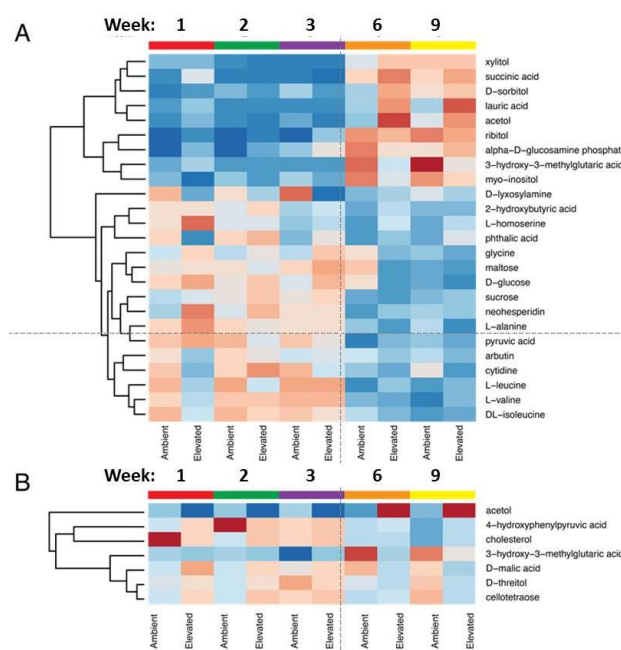 Week: 1 2 3 6 9
A
xylitol
succinic acid
D−sorbitol
lauric acid
acetol
ribitol
alpha−D−glucosamine phosphat
3−hydroxy−3−methylglutaric acid
myo−inositol
D−lyxosylamine
2−hydroxybutyric acid
L−homoserine
phthalic acid
glycine
maltose
D−glucose
sucrose
neohesperidin
L−alanine
pyruvic acid
arbutin
cytidine
L−leucine
L−valine
DL−isoleucine
Ambient Elevated Ambient Elevated Ambient Elevated Ambient Elevated Ambient Elevated
Week: 1 2 3 6 9
B
acetol
4−hydroxyphenylpyruvic acid
cholesterol
3−hydroxy−3−methylglutaric acid
D−malic acid
D−threitol
cellotetraose
Ambient Elevated Ambient Elevated Ambient Elevated Ambient Elevated Ambient Elevated